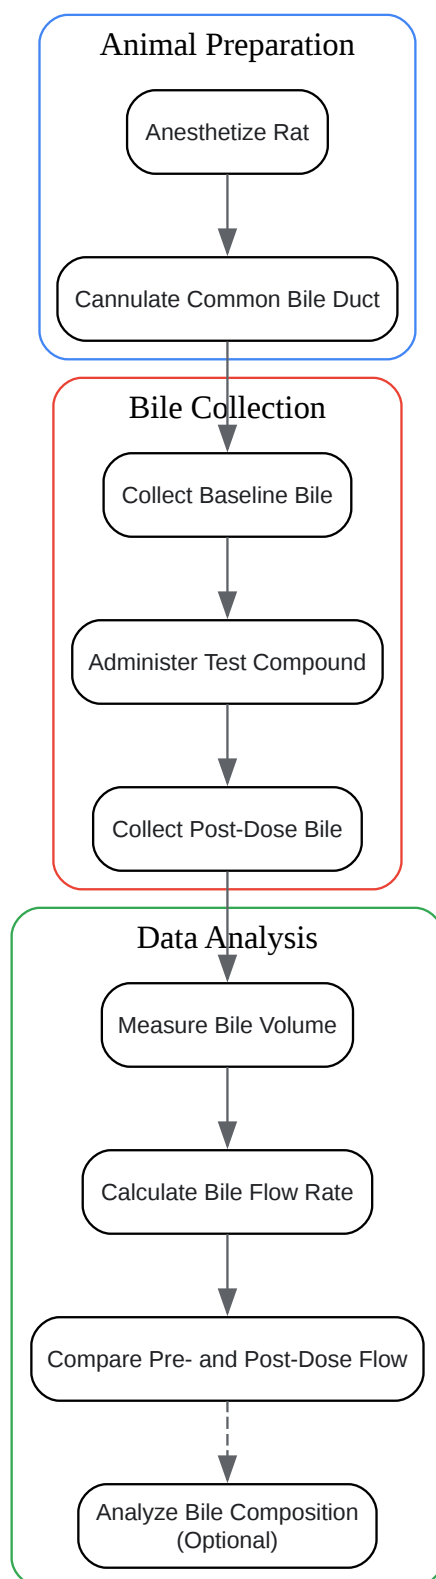 Animal Preparation
Anesthetize Rat
Cannulate Common Bile Duct
Bile Collection
Collect Baseline Bile
Administer Test Compound
Collect Post-Dose Bile
Data Analysis
Measure Bile Volume
Calculate Bile Flow Rate
Compare Pre- and Post-Dose Flow
Analyze Bile Composition
(Optional)